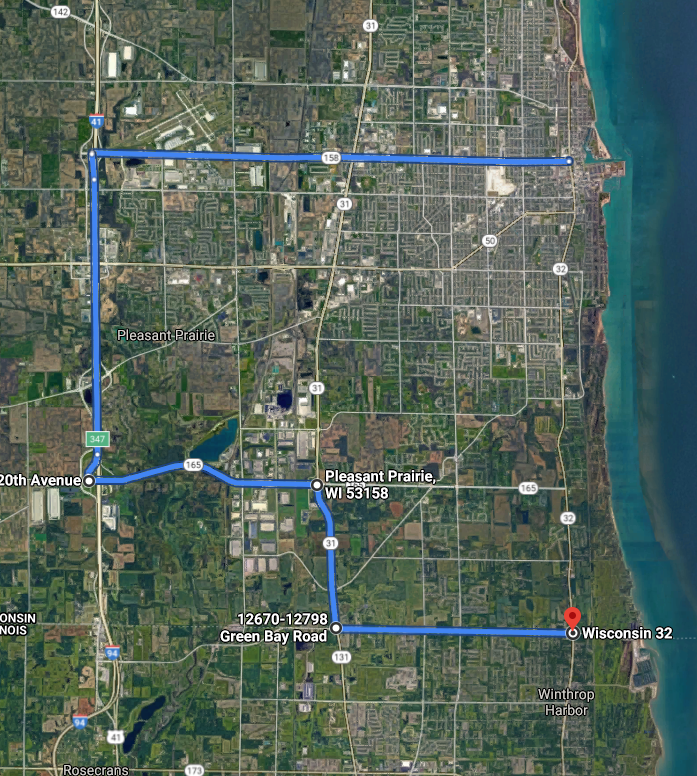 142
31
41
158
31
50
32
Pleasant Prairie
31
347
20th Avenue
165
Pleasant Prairie,
WI 53158
165
32
31
ONSIN
NOIS
12670-12798
Green Bay Road
Wisconsin 32
94
131
Winthrop
Harbor
94
41
Rosecrans
173